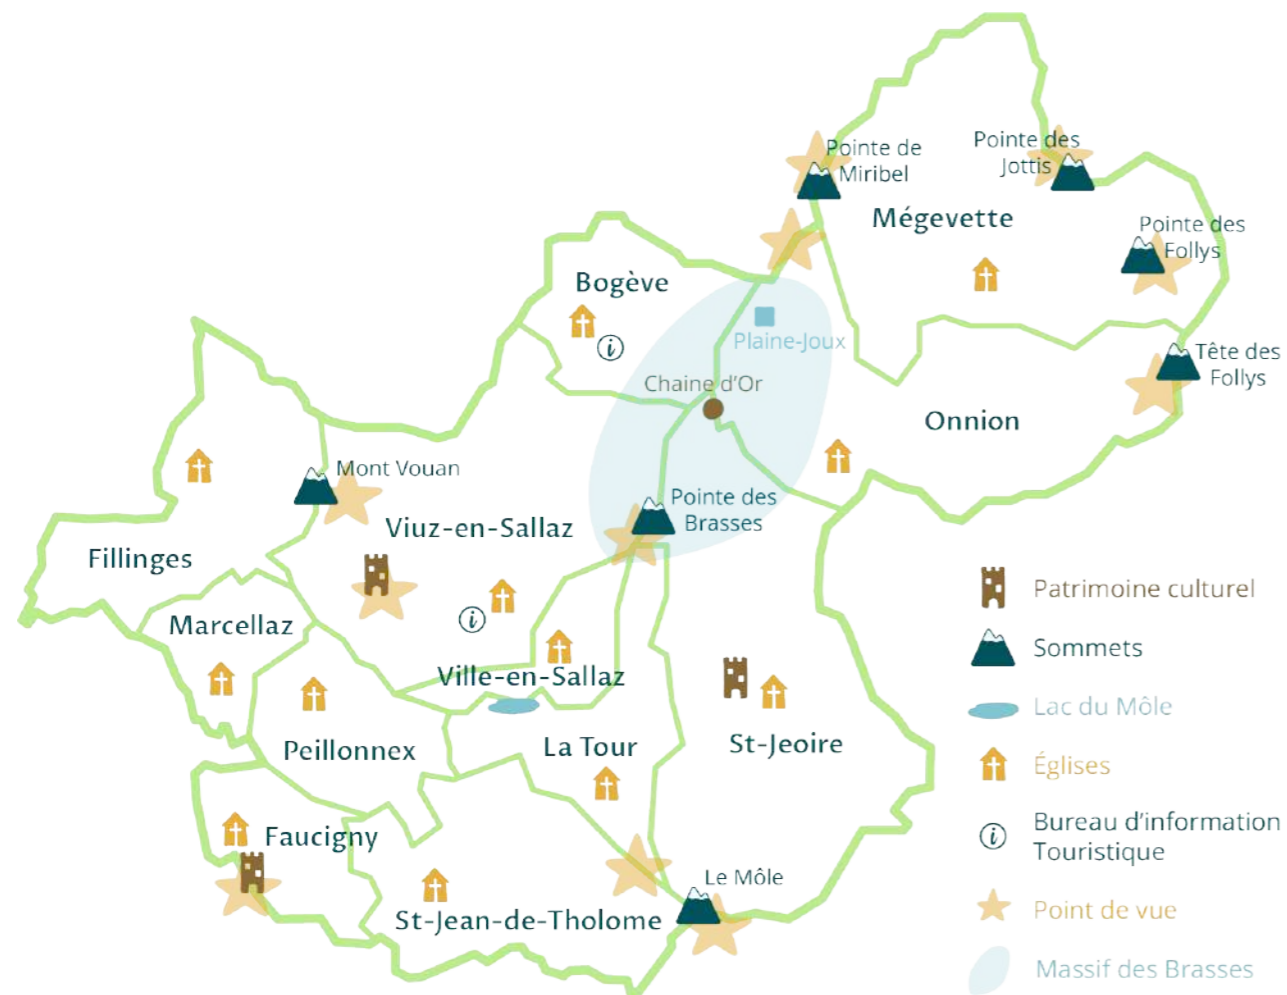 Pointe de
Miribel
Pointe des
Jottis
Mégevette
Pointe des
Follys
Bogève
i
Plaine-Joux
Tête des
Follys
Chaine d'Or
Onnion
Mont Vouan
Pointe des
Brasses
Viuz-en-Sallaz
Fillinges
i
Marcellaz
Ville-en-Sallaz
Peillonnex
La Tour
St-Jeoire
Faucigny
Le Môle
St-Jean-de-Tholome
Patrimoine culturel
Sommets
Lac du Môle
Églises
i
Bureau d'information
Touristique
Point de vue
Massif des Brasses